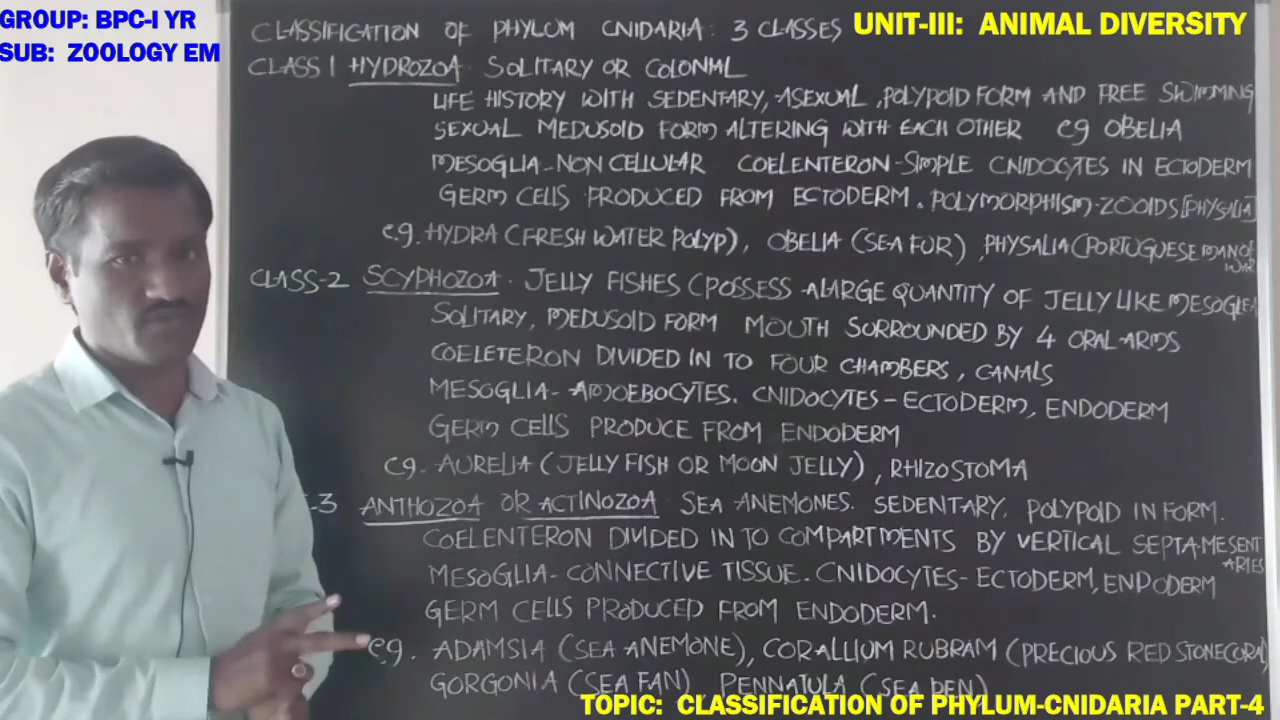 GROUP: BPC-I YR
SUB: ZOOLOGY EM
UNIT-III: ANIMAL DIVERSITY
CLASSIFICATION OF PHYLUM CNIDARIA: 3 CLASSES
CLASS 1 HYDROZOA. SOLITARY OR COLONIAL
LIFE HISTORY WITH SEDENTARY, ASEXUAL, POLYPOID FORM AND FREE SWIMMING
SEXUAL MEDUSOID FORM ALTERING WITH EACH OTHER eg OBELIA
MESOGLIA-NON CELLULAR COELENTERON-SIMPLE CNIDOCYTES IN ECTODERM
GERM CELLS PRODUCED FROM ECTODERM. POLYMORPHISM-ZOOIDS [PHYSALIA]
e.g. HYDRA (FRESH WATER POLYP), OBELIA (SEA FUR), PHYSALIA (PORTUGUESE MAN OF WAR
CLASS-2 SCYPHOZOA. JELLY FISHES (POSSESS A LARGE QUANTITY OF JELLY LIKE MESOGLEA
SOLITARY, MEDUSOID FORM MOUTH SURROUNDED BY 4 ORAL ARMS
COELETERON DIVIDED IN TO FOUR CHAMBERS, CANALS
MESOGLIA- AMOEBOCYTES. CNIDOCYTES - ECTODERM, ENDODERM
GERM CELLS PRODUCE FROM ENDODERM
eg. AURELIA (JELLY FISH OR MOON JELLY), RHIZOSTOMA
-3 ANTHOZOA OR ACTINOZOA SEA ANEMONES. SEDENTARY. POLYPOID IN FORM.
COELENTERON DIVIDED IN TO COMPARTMENTS BY VERTICAL SEPTA-MESENTARIES
MESOGLIA- CONNECTIVE TISSUE. CNIDOCYTES- ECTODERM, ENDODERM
GERM CELLS PRODUCED FROM ENDODERM.
eg. ADAMSIA (SEA ANEMONE), CORALLIUM RUBRAM (PRECIOUS RED STONE CORAL)
GORGONIA (SEA FAN), PENNATULA (SEA PEN)
TOPIC: CLASSIFICATION OF PHYLUM-CNIDARIA PART-4